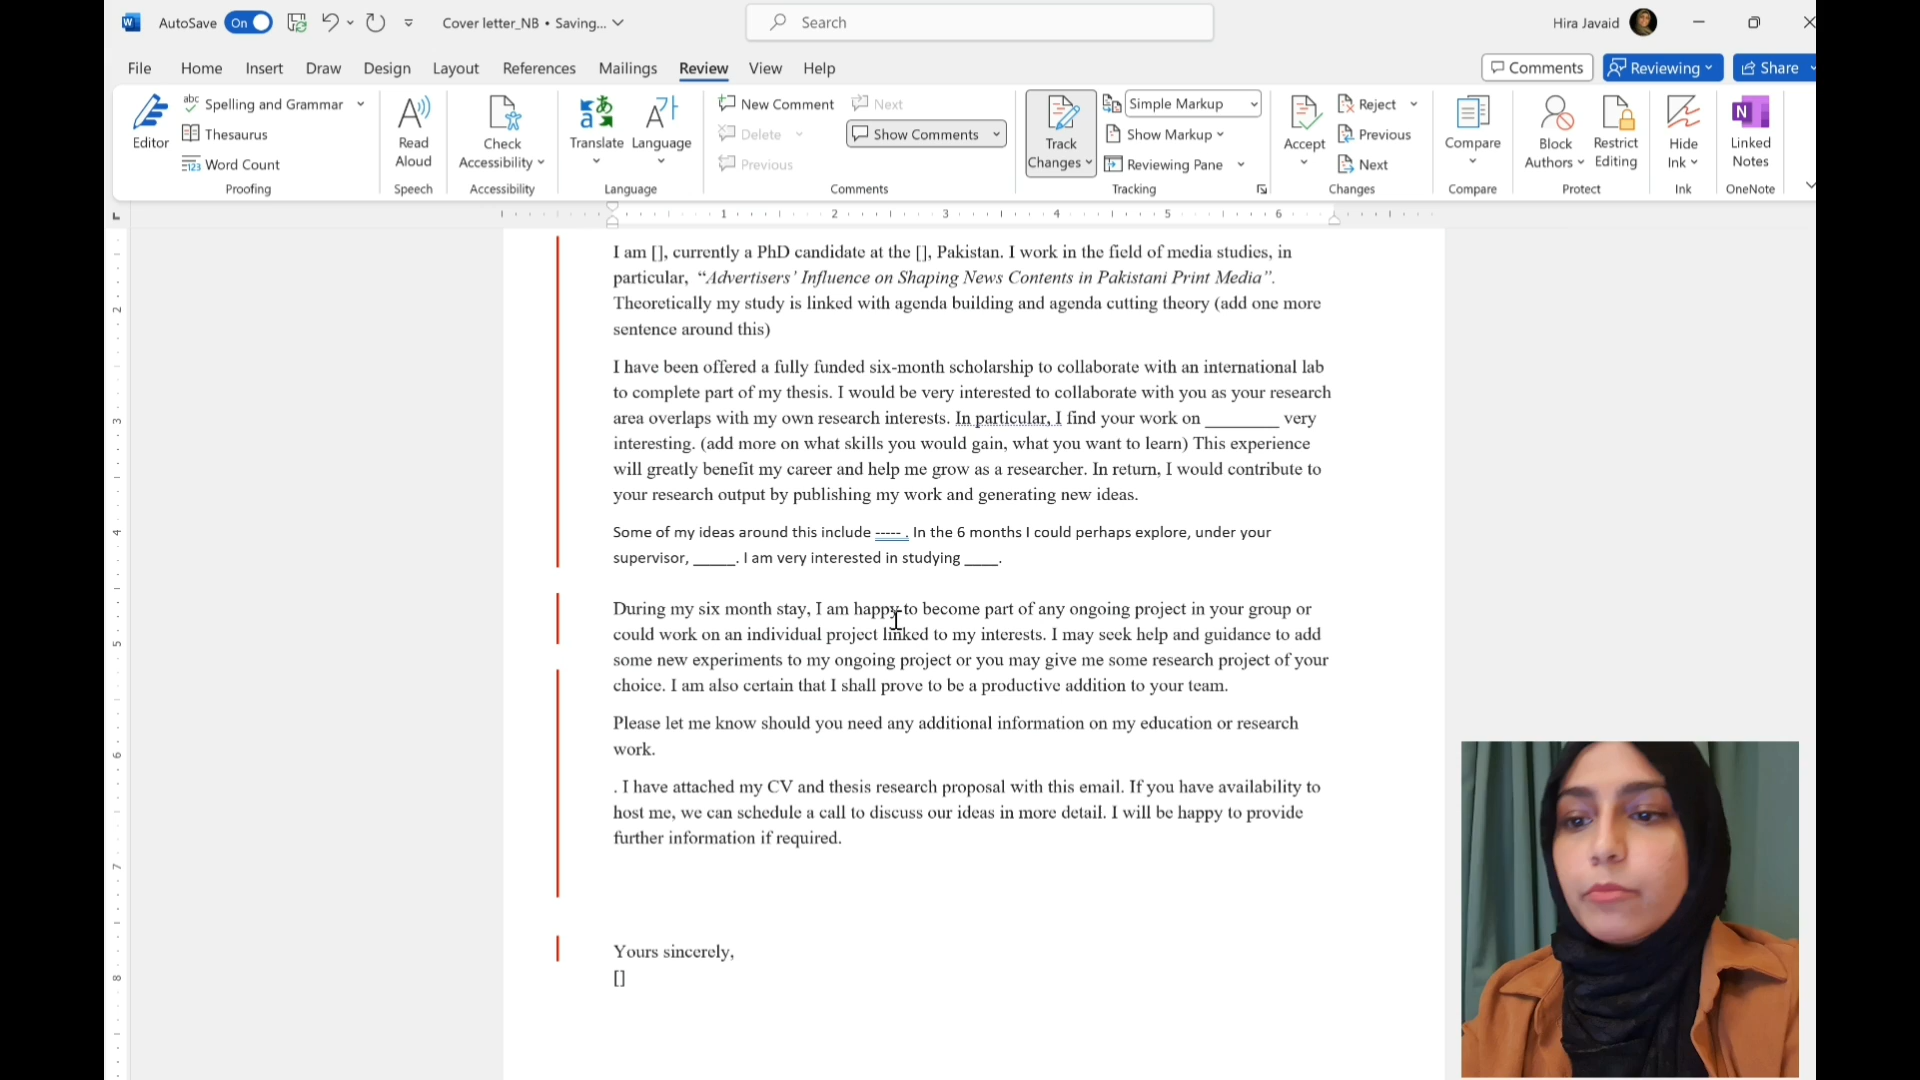 AutoSave On Cover letter_NB • Saving... Search Hira Javaid
File Home Insert Draw Design Layout References Mailings Review View Help Comments Reviewing Share
Editor
abc Spelling and Grammar
Thesaurus
123 Word Count
Proofing
Read Aloud
Speech
Check Accessibility
Accessibility
Translate Language
Language
New Comment Next
Delete Show Comments
Previous
Comments
Track Changes
Simple Markup
Show Markup
Reviewing Pane
Tracking
Accept
Reject
Previous
Next
Changes
Compare
Compare
Block Authors
Restrict Editing
Protect
Hide Ink
Ink
N
Linked Notes
OneNote
1 2 3 4 5 6
2
3
4
5
6
7
8
I am [], currently a PhD candidate at the [], Pakistan. I work in the field of media studies, in
particular, “Advertisers’ Influence on Shaping News Contents in Pakistani Print Media”.
Theoretically my study is linked with agenda building and agenda cutting theory (add one more
sentence around this)
I have been offered a fully funded six-month scholarship to collaborate with an international lab
to complete part of my thesis. I would be very interested to collaborate with you as your research
area overlaps with my own research interests. In particular, I find your work on ________ very
interesting. (add more on what skills you would gain, what you want to learn) This experience
will greatly benefit my career and help me grow as a researcher. In return, I would contribute to
your research output by publishing my work and generating new ideas.
Some of my ideas around this include ----- . In the 6 months I could perhaps explore, under your
supervisor, _____. I am very interested in studying ____.
During my six month stay, I am happy to become part of any ongoing project in your group or
could work on an individual project linked to my interests. I may seek help and guidance to add
some new experiments to my ongoing project or you may give me some research project of your
choice. I am also certain that I shall prove to be a productive addition to your team.
Please let me know should you need any additional information on my education or research
work.
. I have attached my CV and thesis research proposal with this email. If you have availability to
host me, we can schedule a call to discuss our ideas in more detail. I will be happy to provide
further information if required.
Yours sincerely,
[]